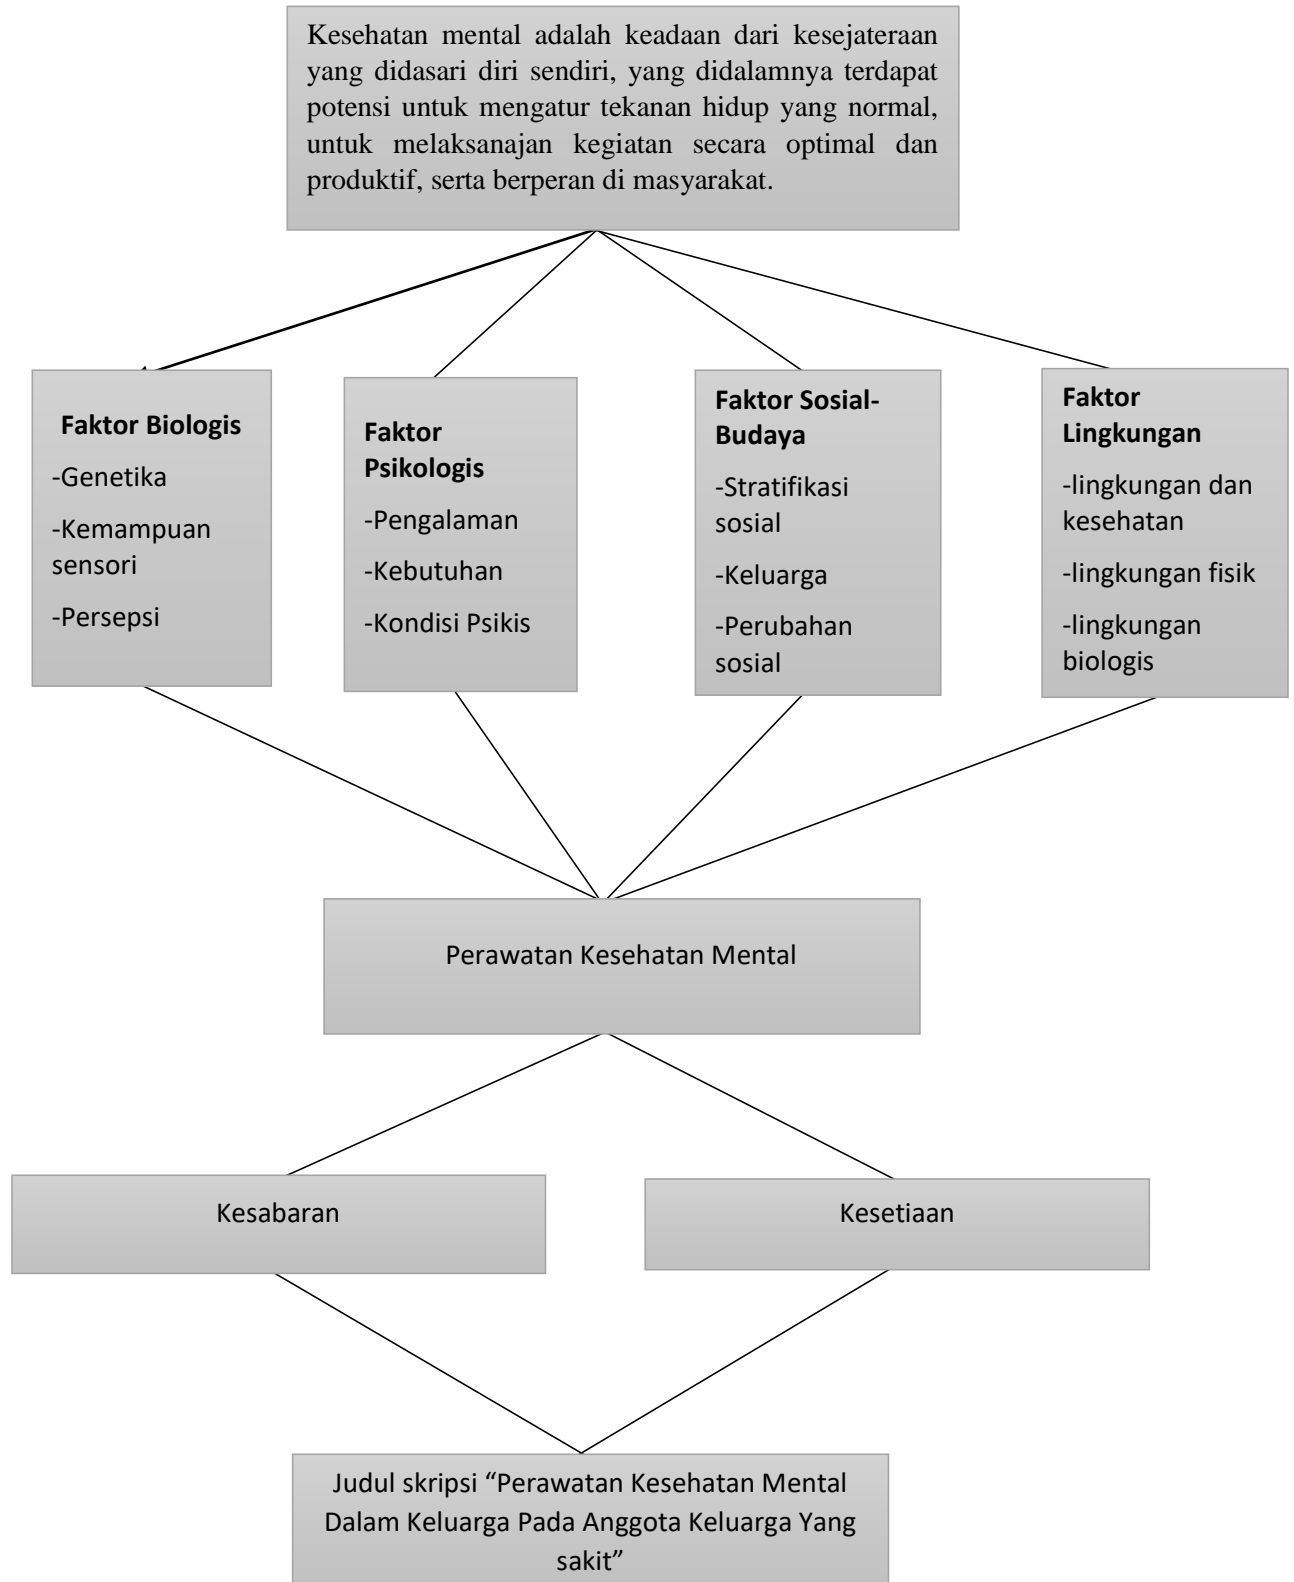 Kesehatan mental adalah keadaan dari kesejateraan
yang didasari diri sendiri, yang didalamnya terdapat
potensi untuk mengatur tekanan hidup yang normal,
untuk melaksanajan kegiatan secara optimal dan
produktif, serta berperan di masyarakat.
Faktor Biologis
-Genetika
-Kemampuan
sensori
-Persepsi
Faktor
Psikologis
-Pengalaman
-Kebutuhan
-Kondisi Psikis
Faktor Sosial-
Budaya
-Stratifikasi
sosial
-Keluarga
-Perubahan
sosial
Faktor
Lingkungan
-lingkungan dan
kesehatan
-lingkungan fisik
-lingkungan
biologis
Perawatan Kesehatan Mental
Kesabaran
Kesetiaan
Judul skripsi “Perawatan Kesehatan Mental
Dalam Keluarga Pada Anggota Keluarga Yang
sakit”